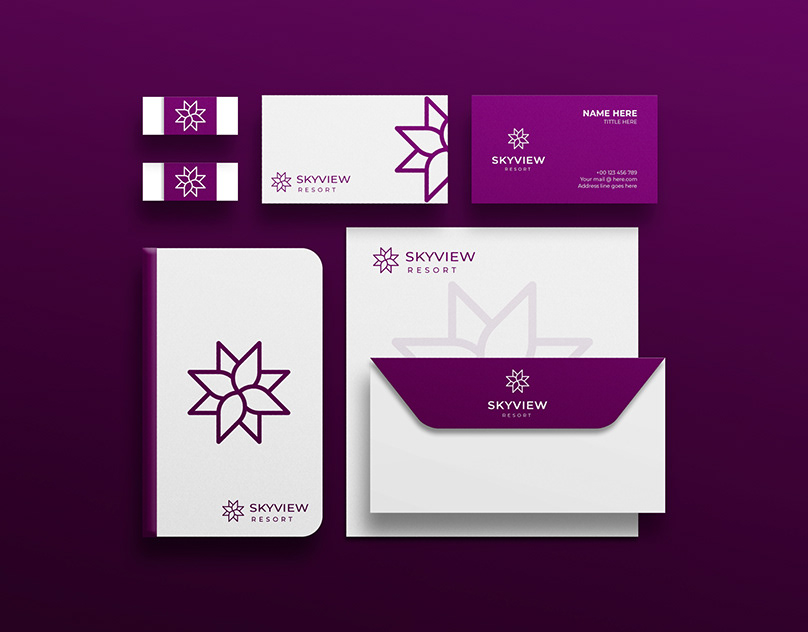 SKYVIEW
RESORT
NAME HERE
TITTLE HERE
SKYVIEW
RESORT
+00 123 456 789
Your mail @ here.com
Address line goes here
SKYVIEW
RESORT
SKYVIEW
RESORT
SKYVIEW
RESORT